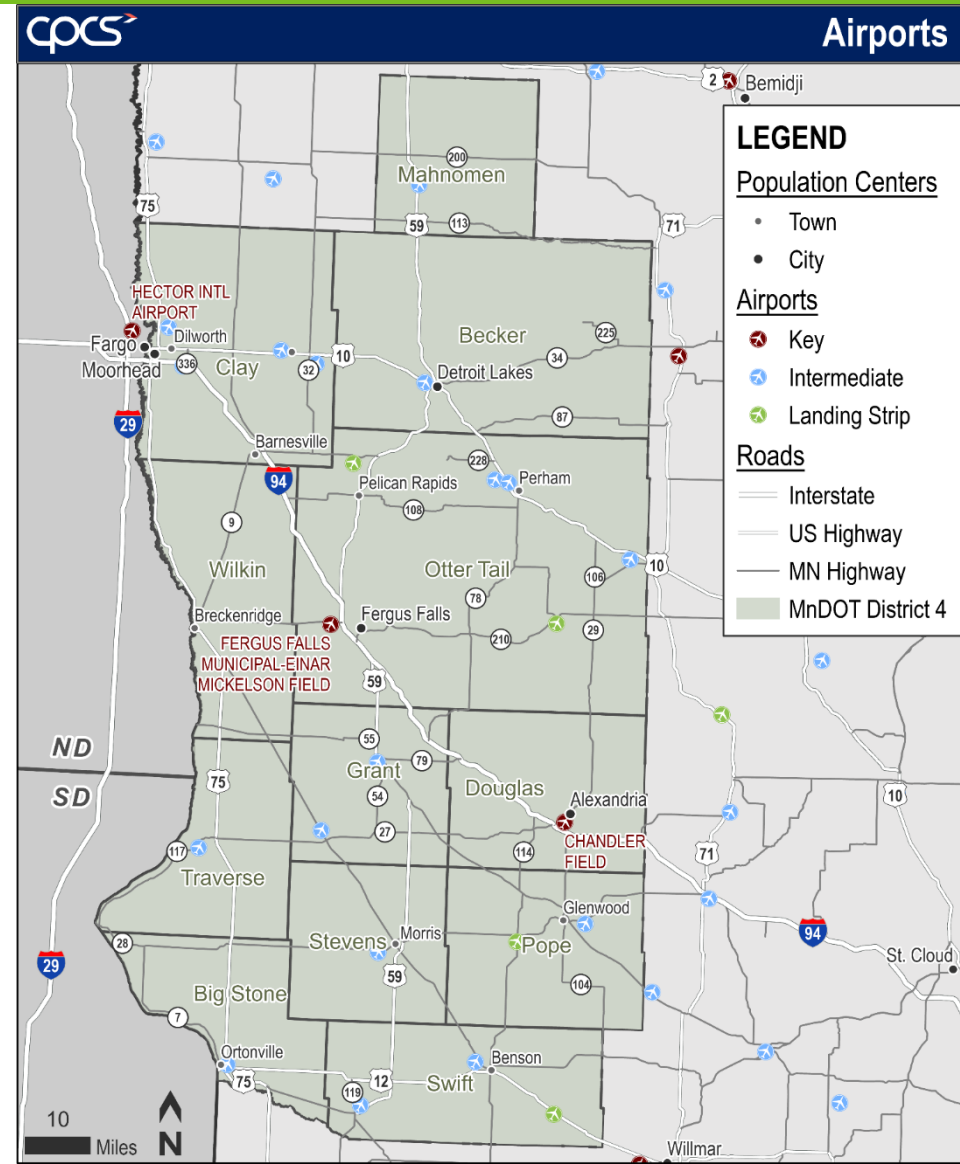 cpcs
Airports
2
Bemidji
LEGEND
Population Centers
Town
City
Airports
Key
Intermediate
Landing Strip
Roads
Interstate
US Highway
MN Highway
MnDOT District 4
200
Mahnomen
75
59
113
71
HECTOR INTL
AIRPORT
Fargo
Dilworth
Moorhead
336
Clay
32
10
Becker
225
34
Detroit Lakes
87
29
Barnesville
94
228
Pelican Rapids
Perham
108
9
Wilkin
Otter Tail
106
10
78
Breckenridge
Fergus Falls
210
29
FERGUS FALLS
MUNICIPAL-EINAR
MICKELSON FIELD
59
ND
SD
55
79
Grant
75
54
Douglas
Alexandria
10
27
CHANDLER
FIELD
117
114
71
Traverse
Glenwood
94
28
Stevens
Morris
Pope
St. Cloud
29
59
104
Big Stone
7
Ortonville
Benson
75
12
Swift
119
10
Miles
N
Willmar